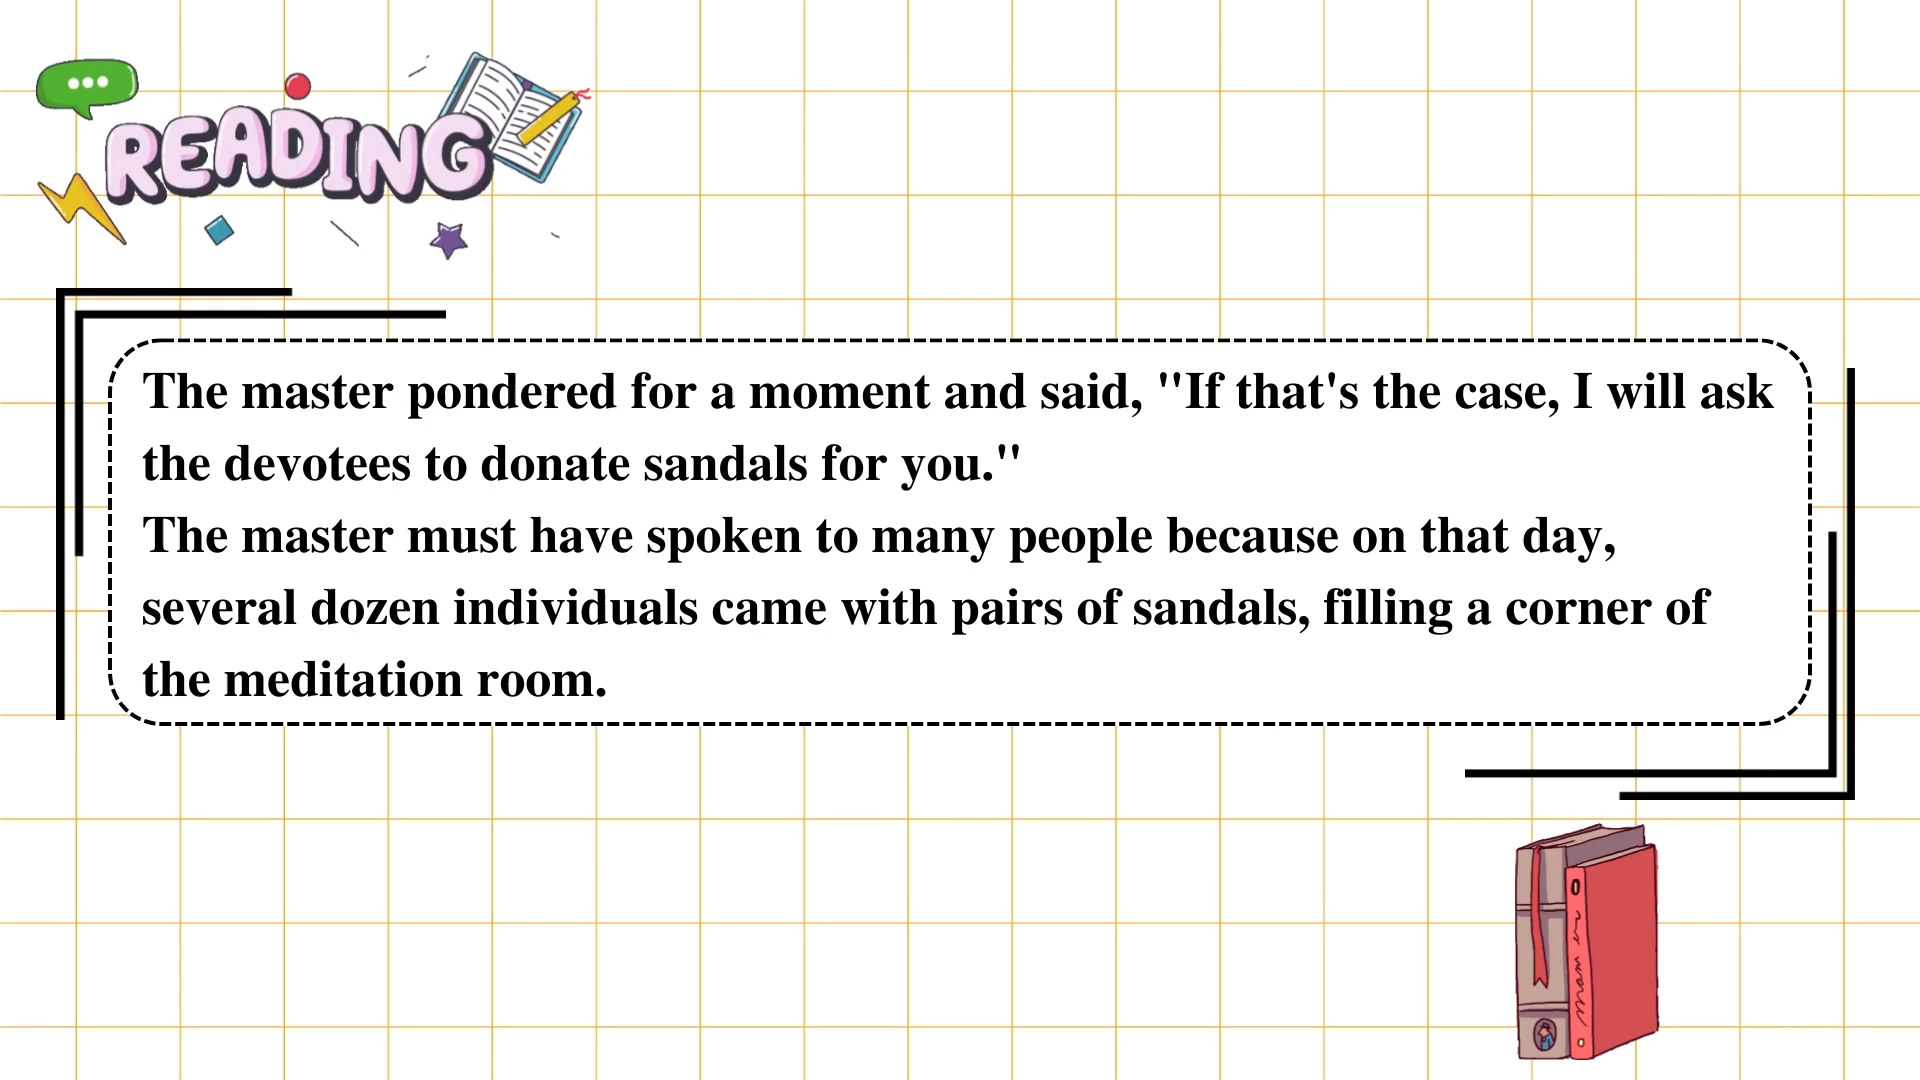 READING
The master pondered for a moment and said, "If that's the case, I will ask
the devotees to donate sandals for you."
The master must have spoken to many people because on that day,
several dozen individuals came with pairs of sandals, filling a corner of
the meditation room.